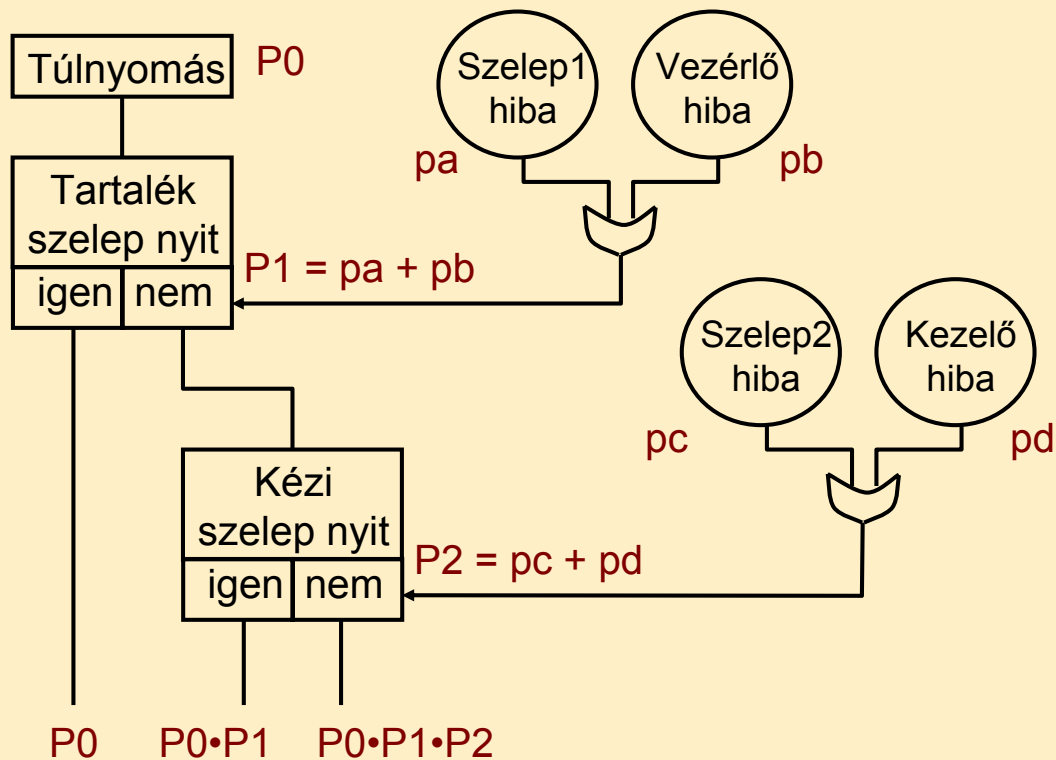 Túlnyomás
P0
Szelep1
hiba
Vezérlő
hiba
pa
pb
Tartalék
szelep nyit
igen
nem
P1 = pa + pb
Szelep2
hiba
Kezelő
hiba
pc
pd
Kézi
szelep nyit
igen
nem
P2 = pc + pd
P0
P0•P1
P0•P1•P2